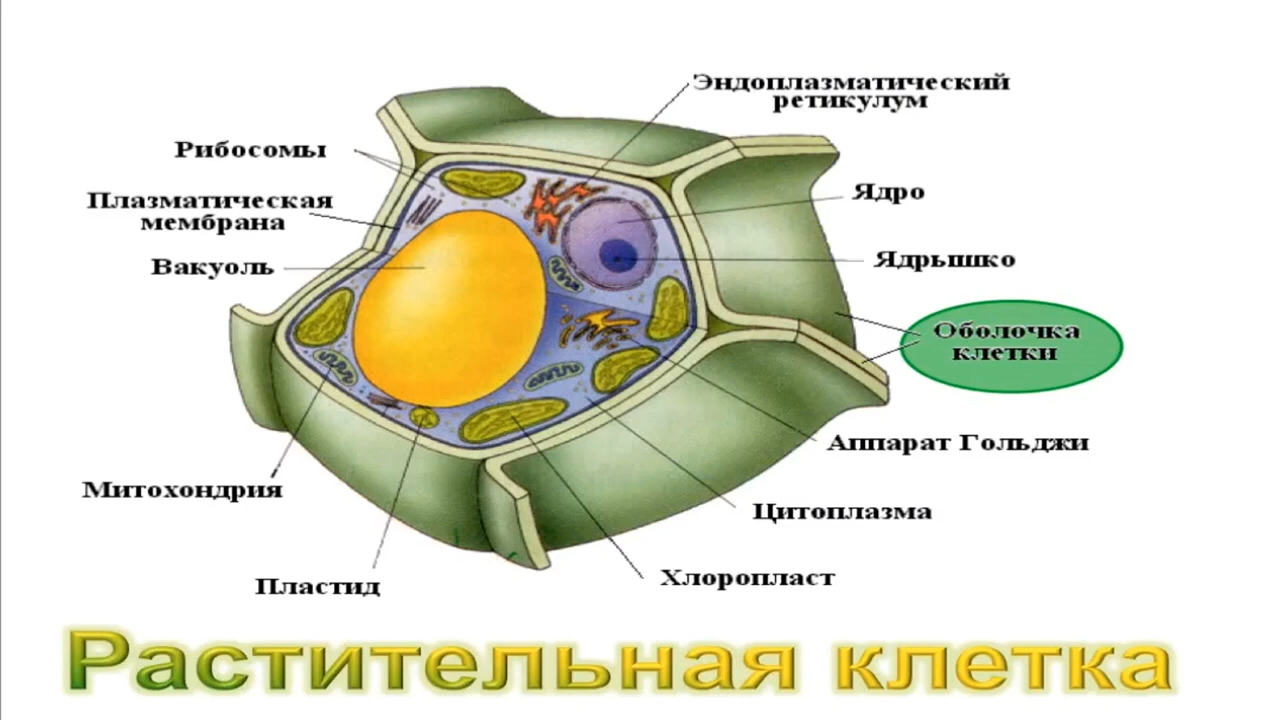 Эндоплазматический
ретикулум
Рибосомы
Ядро
Плазматическая
мембрана
Ядрышко
Вакуоль
Оболочка
клетки
Аппарат Гольджи
Митохондрия
Цитоплазма
Хлоропласт
Пластид
Растительная клетка